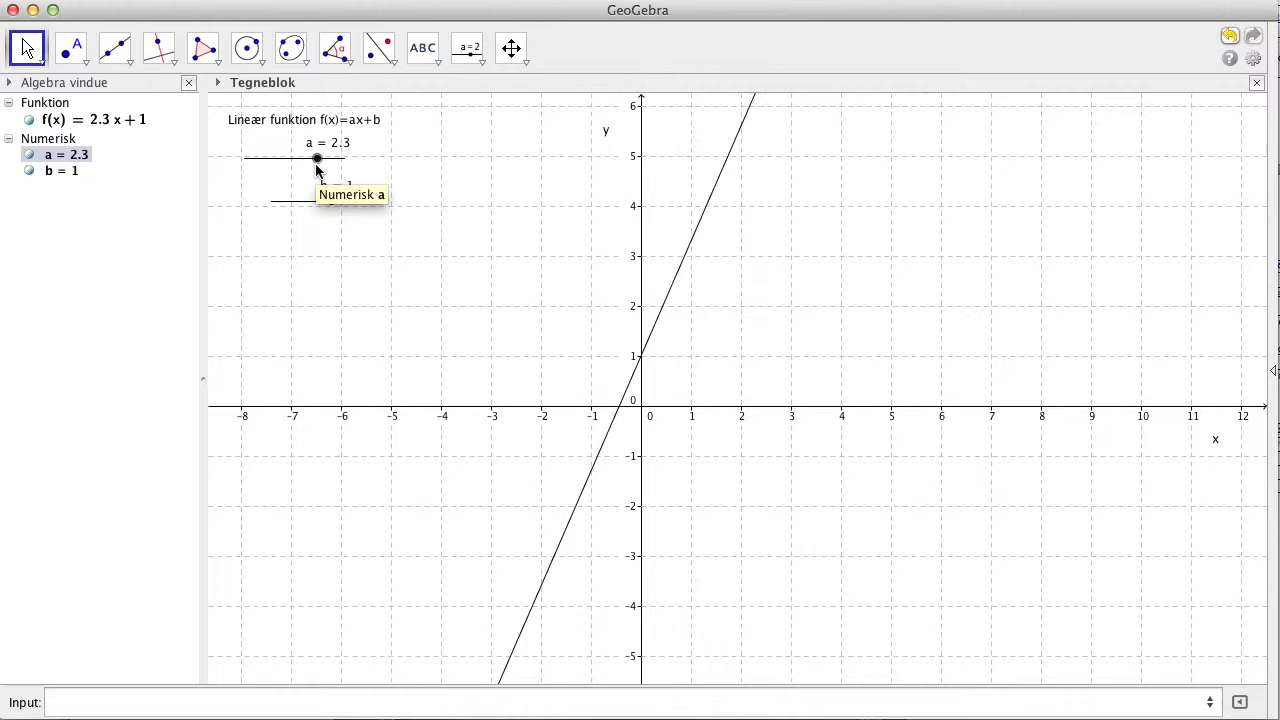 GeoGebra
A
α
ABC
a=2
Algebra vindue
Tegneblok
Funktion
f(x) = 2.3 x + 1
Numerisk
a = 2.3
b = 1
Lineær funktion f(x)=ax+b
a = 2.3
Numerisk a
y
6
5
4
3
2
1
0
-1
-2
-3
-4
-5
-8 -7 -6 -5 -4 -3 -2 -1 0 1 2 3 4 5 6 7 8 9 10 11 12
x
Input: